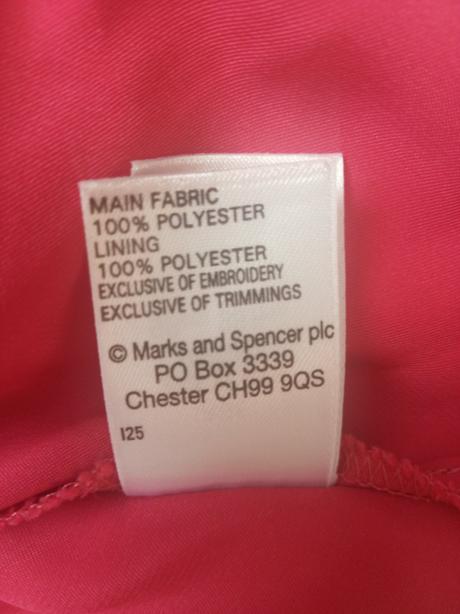 MAIN FABRIC
100% POLYESTER
LINING
100% POLYESTER
EXCLUSIVE OF EMBROIDERY
EXCLUSIVE OF TRIMMINGS
© Marks and Spencer plc
PO Box 3339
Chester CH99 9QS
I25